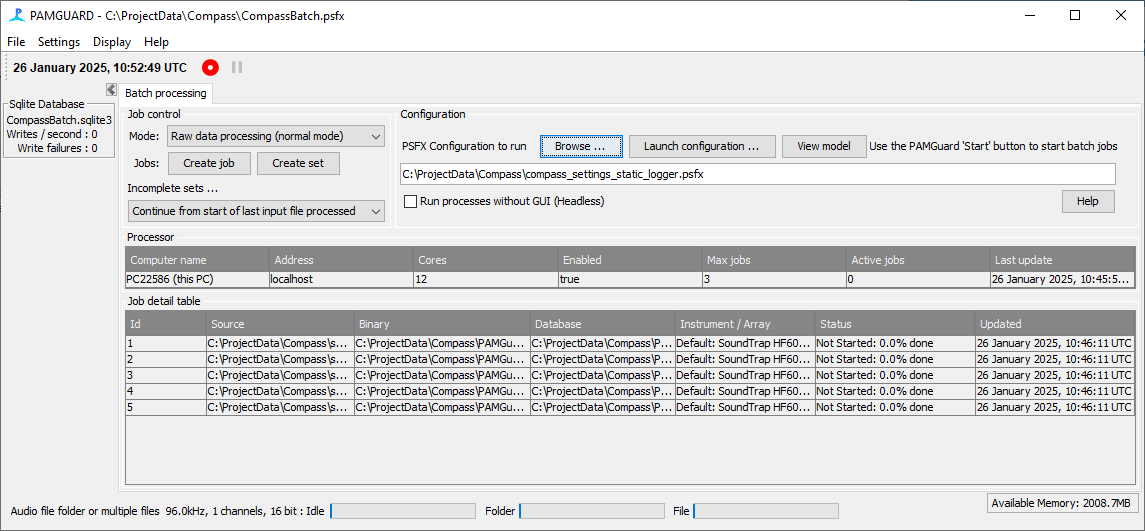 PAMGUARD - C:\ProjectData\Compass\CompassBatch.psfx
File Settings Display Help
26 January 2025, 10:52:49 UTC
Sqlite Database
CompassBatch.sqlite3
Writes / second : 0
Write failures : 0
Batch processing
Job control
Mode: Raw data processing (normal mode)
Jobs: Create job Create set
Incomplete sets ...
Continue from start of last input file processed
Configuration
PSFX Configuration to run Browse ... Launch configuration ... View model Use the PAMGuard 'Start' button to start batch jobs
C:\ProjectData\Compass\compass_settings_static_logger.psfx
Run processes without GUI (Headless) Help
Processor
Computer name Address Cores Enabled Max jobs Active jobs Last update
PC22586 (this PC) localhost 12 true 3 0 26 January 2025, 10:45:5...
Job detail table
Id Source Binary Database Instrument / Array Status Updated
1 C:\ProjectData\Compass\s... C:\ProjectData\Compass\PAMGu... C:\ProjectData\Compass\P... Default: SoundTrap HF60... Not Started: 0.0% done 26 January 2025, 10:46:11 UTC
2 C:\ProjectData\Compass\s... C:\ProjectData\Compass\PAMGu... C:\ProjectData\Compass\P... Default: SoundTrap HF60... Not Started: 0.0% done 26 January 2025, 10:46:11 UTC
3 C:\ProjectData\Compass\s... C:\ProjectData\Compass\PAMGu... C:\ProjectData\Compass\P... Default: SoundTrap HF60... Not Started: 0.0% done 26 January 2025, 10:46:11 UTC
4 C:\ProjectData\Compass\s... C:\ProjectData\Compass\PAMGu... C:\ProjectData\Compass\P... Default: SoundTrap HF60... Not Started: 0.0% done 26 January 2025, 10:46:11 UTC
5 C:\ProjectData\Compass\s... C:\ProjectData\Compass\PAMGu... C:\ProjectData\Compass\P... Default: SoundTrap HF60... Not Started: 0.0% done 26 January 2025, 10:46:11 UTC
Audio file folder or multiple files 96.0kHz, 1 channels, 16 bit : Idle Folder File Available Memory: 2008.7MB